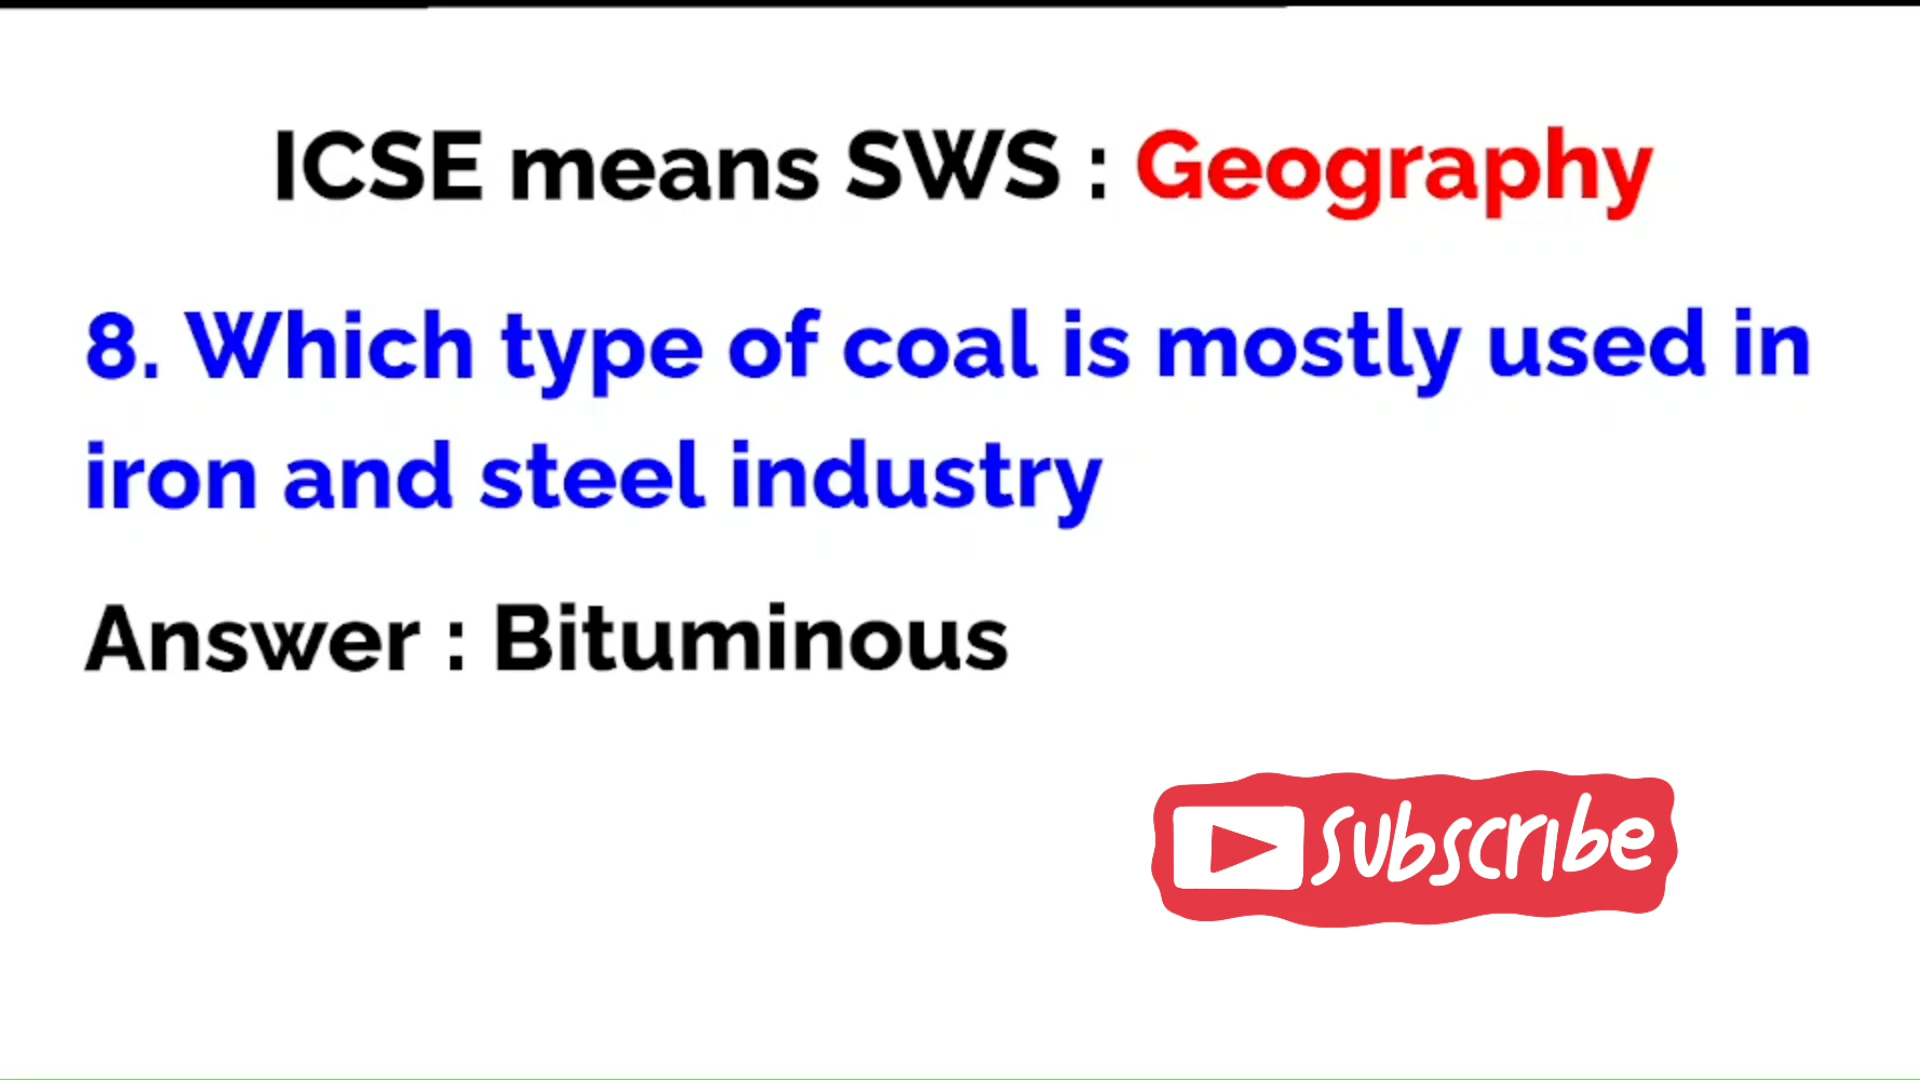 ICSE means SWS : Geography
8. Which type of coal is mostly used in
iron and steel industry
Answer : Bituminous
Subscribe